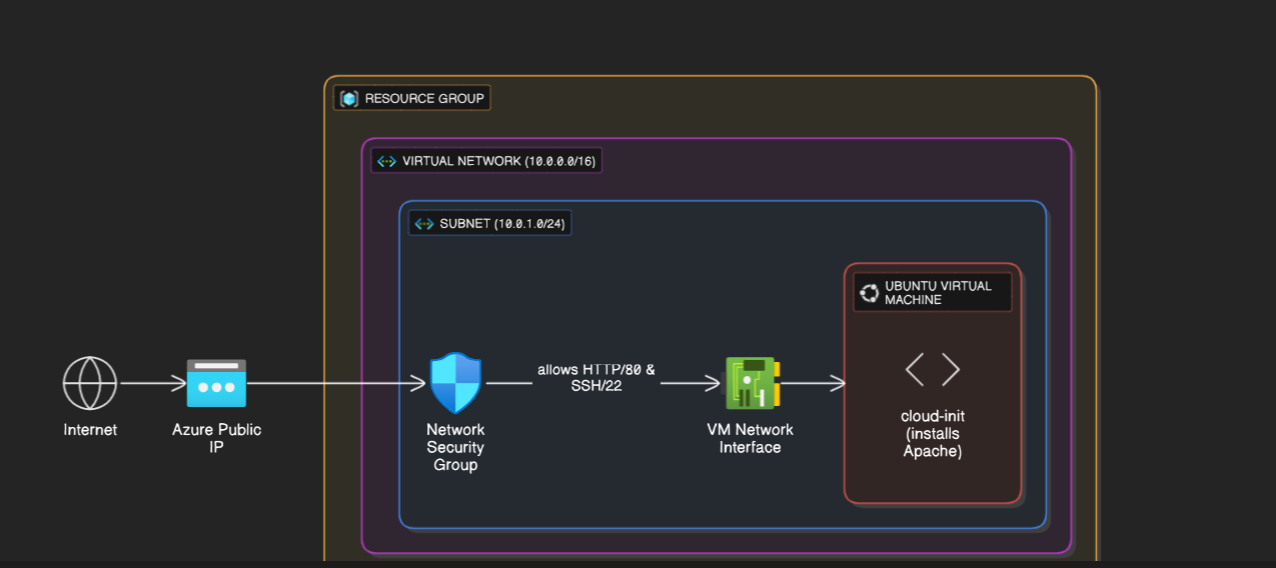 RESOURCE GROUP
VIRTUAL NETWORK (10.0.0.0/16)
SUBNET (10.0.1.0/24)
UBUNTU VIRTUAL
MACHINE
Internet
Azure Public
IP
Network
Security
Group
allows HTTP/80 &
SSH/22
VM Network
Interface
cloud-init
(installs
Apache)